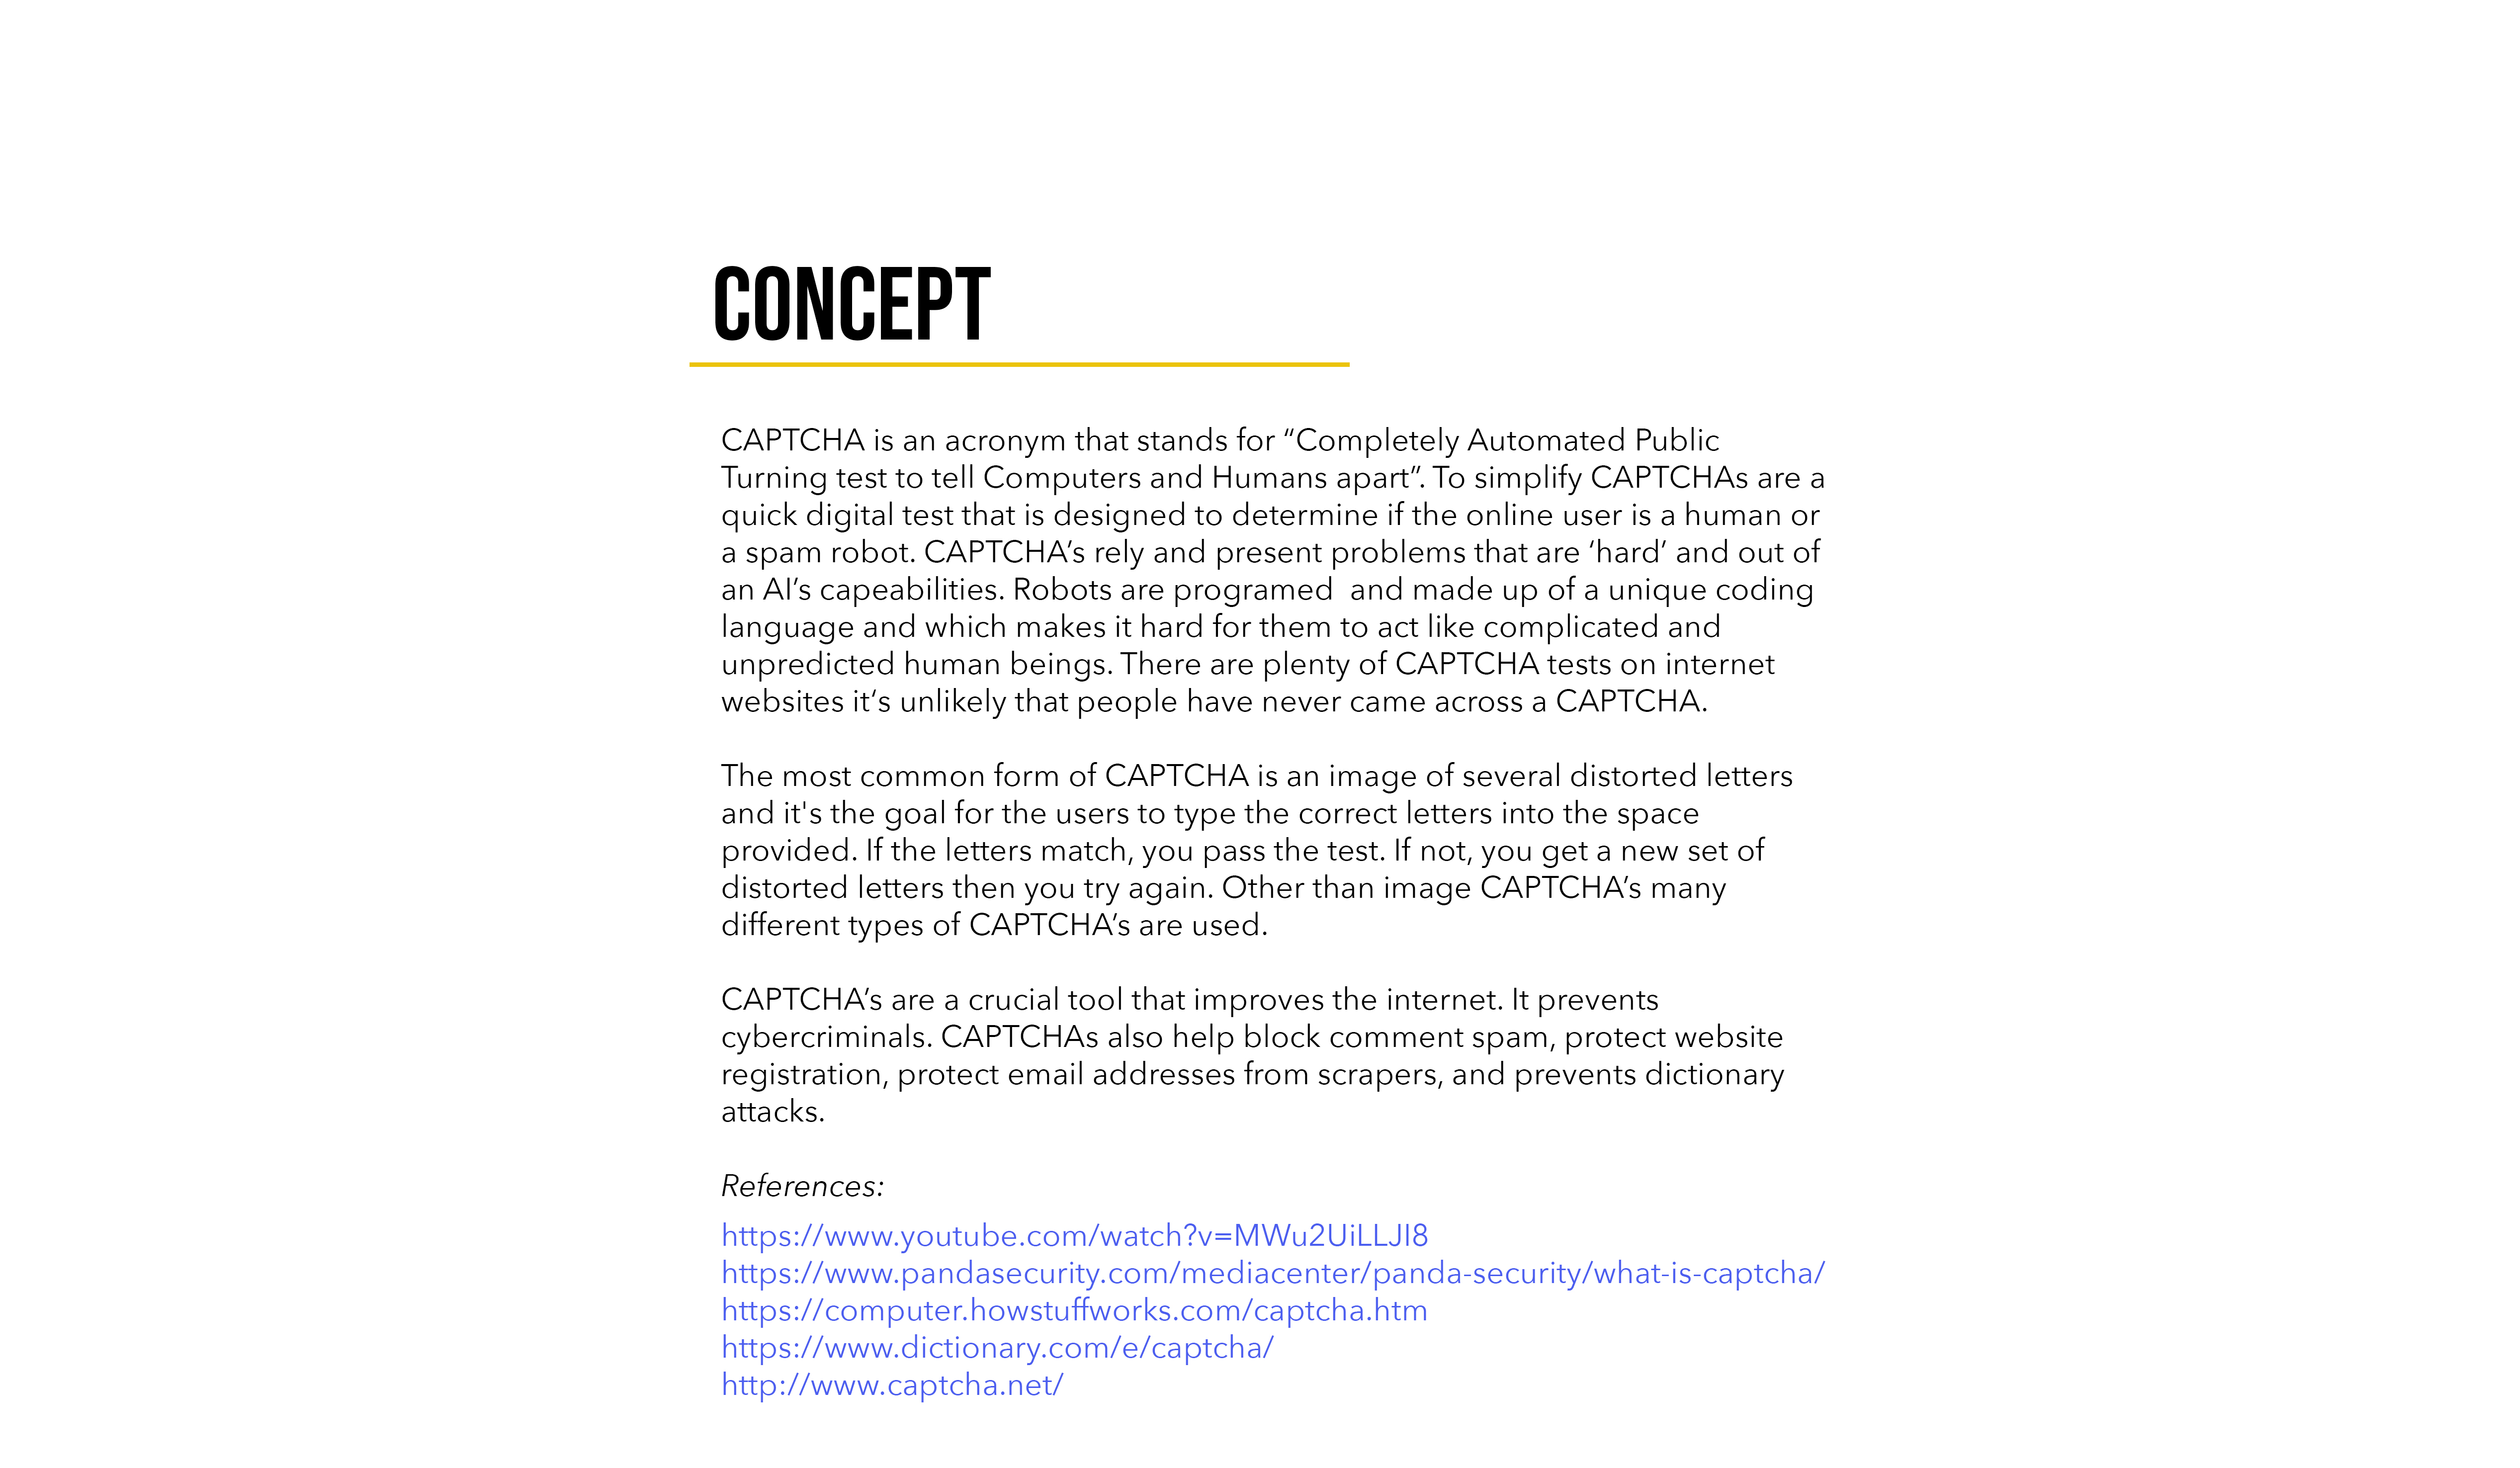 CONCEPT
CAPTCHA is an acronym that stands for “Completely Automated Public
Turning test to tell Computers and Humans apart”. To simplify CAPTCHAs are a
quick digital test that is designed to determine if the online user is a human or
a spam robot. CAPTCHA’s rely and present problems that are ‘hard’ and out of
an AI’s capeabilities. Robots are programed  and made up of a unique coding
language and which makes it hard for them to act like complicated and
unpredicted human beings. There are plenty of CAPTCHA tests on internet
websites it‘s unlikely that people have never came across a CAPTCHA.
The most common form of CAPTCHA is an image of several distorted letters
and it's the goal for the users to type the correct letters into the space
provided. If the letters match, you pass the test. If not, you get a new set of
distorted letters then you try again. Other than image CAPTCHA’s many
different types of CAPTCHA’s are used.
CAPTCHA’s are a crucial tool that improves the internet. It prevents
cybercriminals. CAPTCHAs also help block comment spam, protect website
registration, protect email addresses from scrapers, and prevents dictionary
attacks.
References:
https://www.youtube.com/watch?v=MWu2UiLLJI8
https://www.pandasecurity.com/mediacenter/panda-security/what-is-captcha/
https://computer.howstuffworks.com/captcha.htm
https://www.dictionary.com/e/captcha/
http://www.captcha.net/